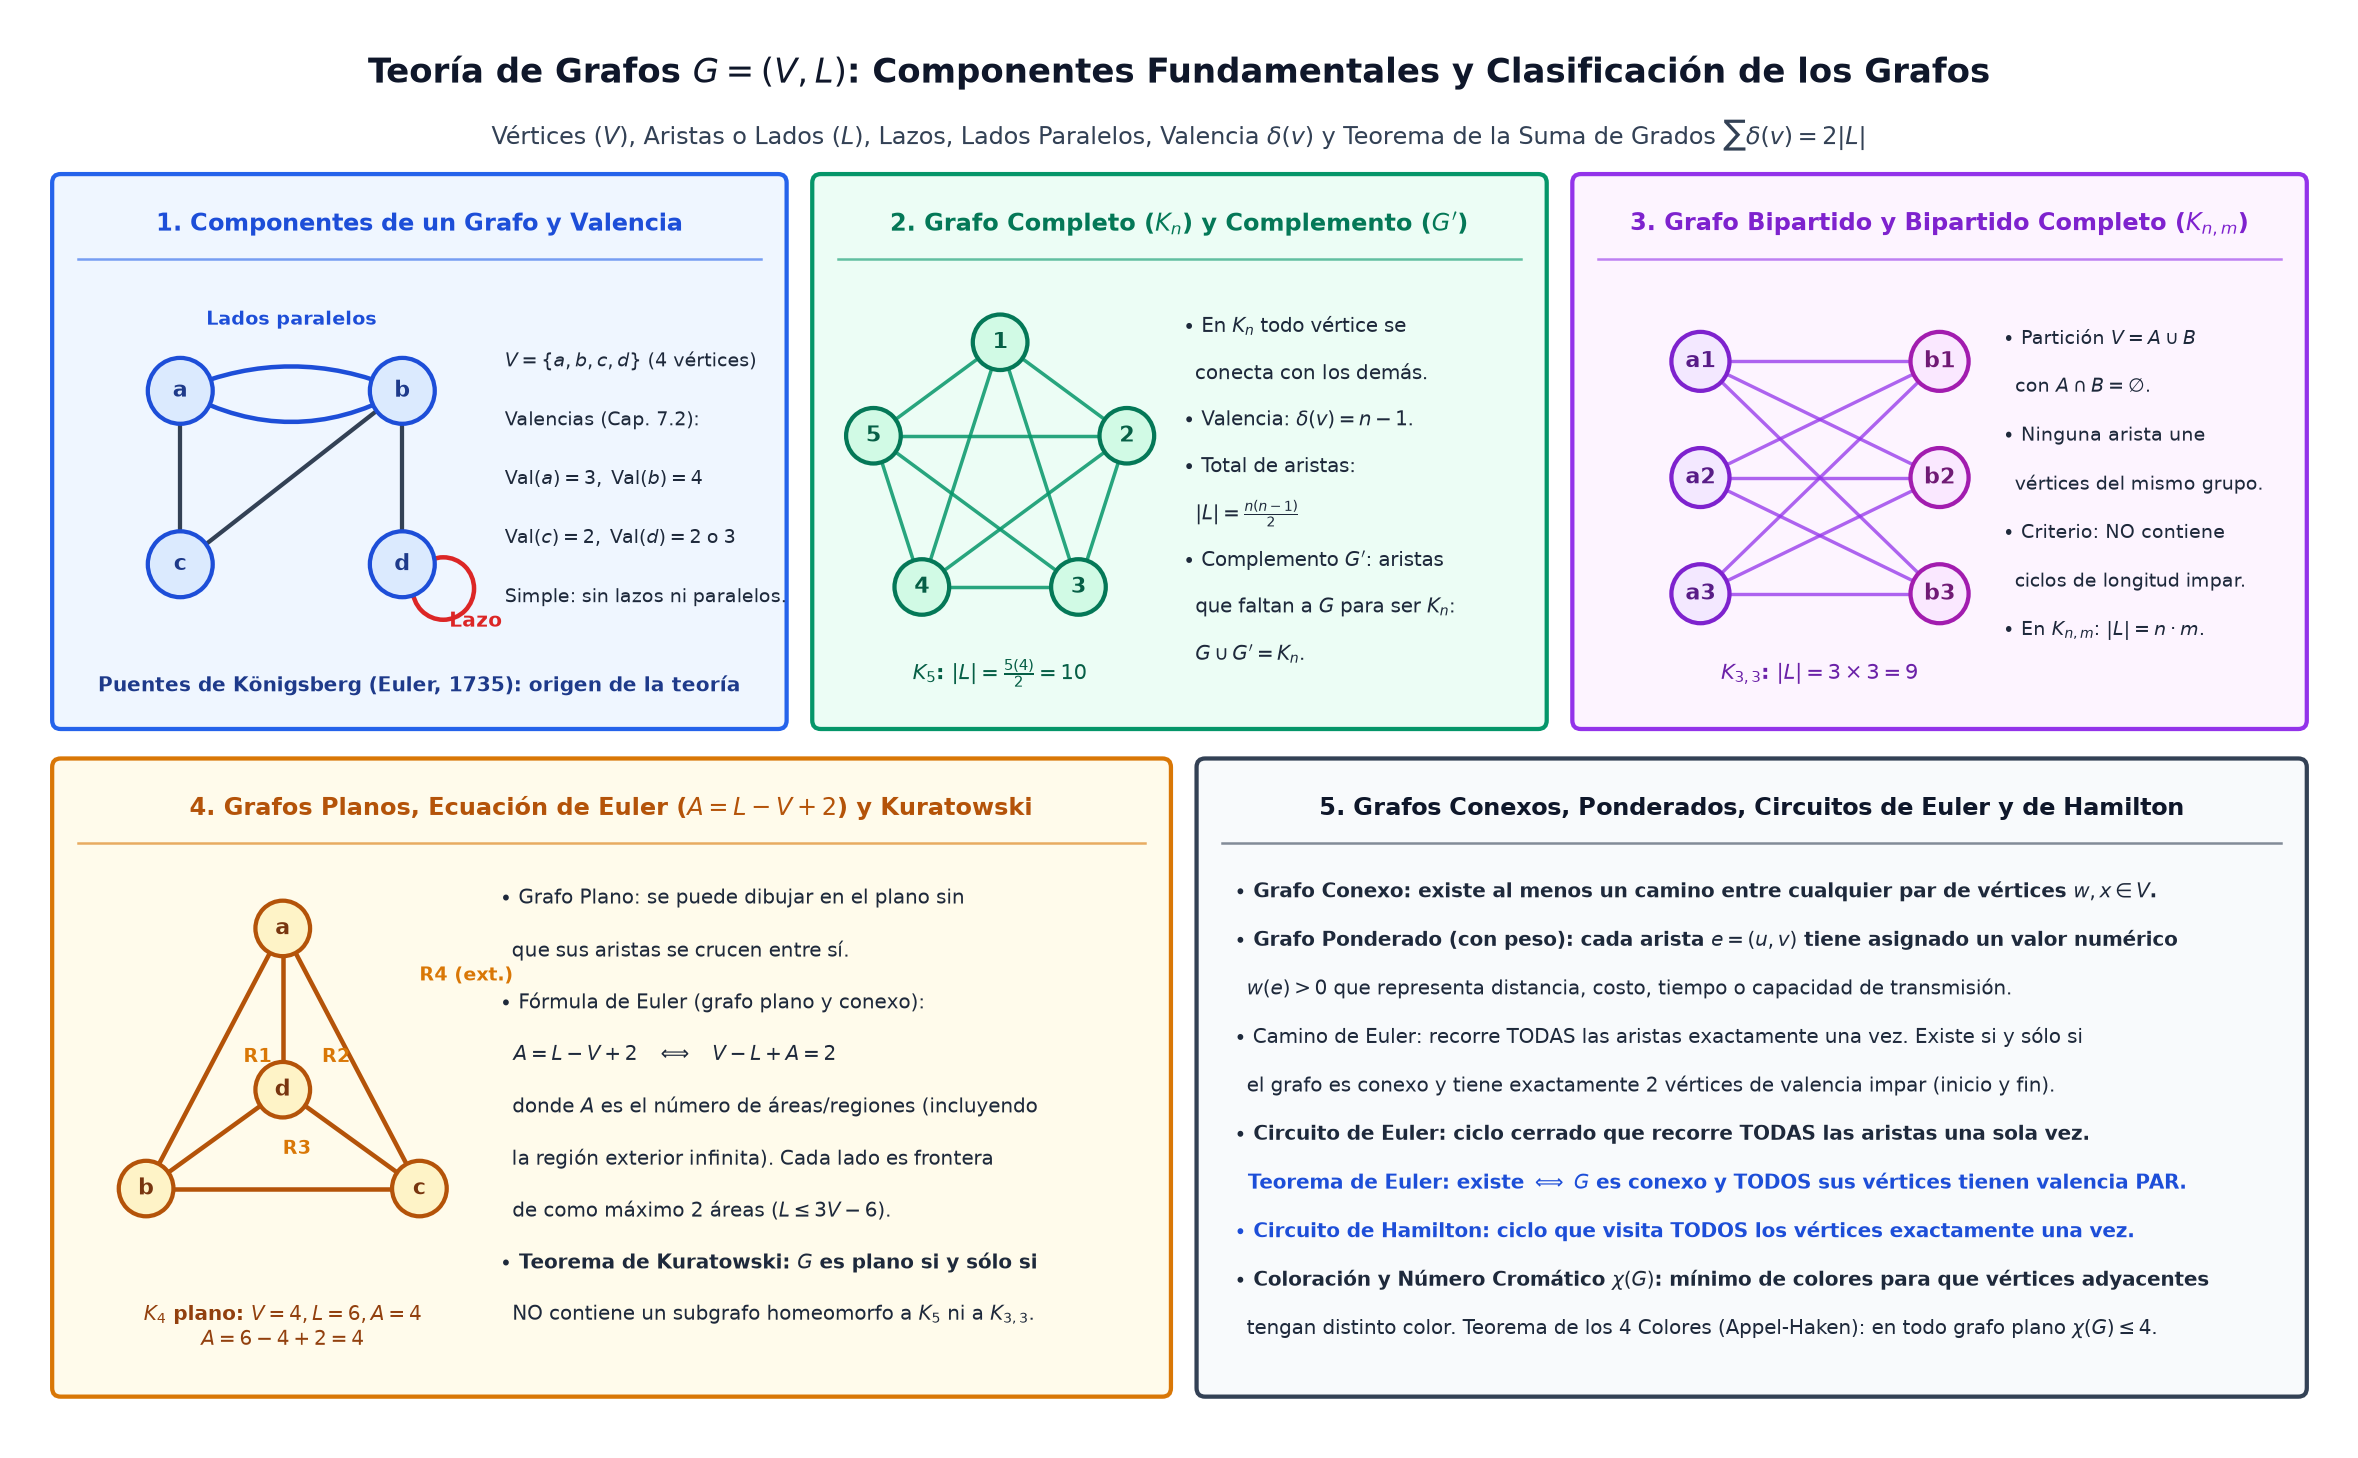 Teoría de Grafos G = (V, L): Componentes Fundamentales y Clasificación de los Grafos
Vértices (V), Aristas o Lados (L), Lazos, Lados Paralelos, Valencia δ(v) y Teorema de la Suma de Grados ∑δ(v) = 2|L|
1. Componentes de un Grafo y Valencia
Lados paralelos
a
b
c
d
Lazo
V = {a, b, c, d} (4 vértices)
Valencias (Cap. 7.2):
Val(a) = 3, Val(b) = 4
Val(c) = 2, Val(d) = 2 o 3
Simple: sin lazos ni paralelos.
Puentes de Königsberg (Euler, 1735): origen de la teoría
2. Grafo Completo (Kₙ) y Complemento (G′)
1
5
2
4
3
• En Kₙ todo vértice se
conecta con los demás.
• Valencia: δ(v) = n − 1.
• Total de aristas:
|L| = n(n−1)/2
• Complemento G′: aristas
que faltan a G para ser Kₙ:
G ∪ G′ = Kₙ.
K₅: |L| = 5(4)/2 = 10
3. Grafo Bipartido y Bipartido Completo (Kₙ,ₘ)
a1
b1
a2
b2
a3
b3
• Partición V = A ∪ B
con A ∩ B = ∅.
• Ninguna arista une
vértices del mismo grupo.
• Criterio: NO contiene
ciclos de longitud impar.
• En Kₙ,ₘ: |L| = n · m.
K₃,₃: |L| = 3 × 3 = 9
4. Grafos Planos, Ecuación de Euler (A = L − V + 2) y Kuratowski
a
R4 (ext.)
R1
R2
d
R3
b
c
K₄ plano: V = 4, L = 6, A = 4
A = 6 − 4 + 2 = 4
• Grafo Plano: se puede dibujar en el plano sin
que sus aristas se crucen entre sí.
• Fórmula de Euler (grafo plano y conexo):
A = L − V + 2 ⟺ V − L + A = 2
donde A es el número de áreas/regiones (incluyendo
la región exterior infinita). Cada lado es frontera
de como máximo 2 áreas (L ≤ 3V − 6).
• Teorema de Kuratowski: G es plano si y sólo si
NO contiene un subgrafo homeomorfo a K₅ ni a K₃,₃.
5. Grafos Conexos, Ponderados, Circuitos de Euler y de Hamilton
• Grafo Conexo: existe al menos un camino entre cualquier par de vértices w, x ∈ V.
• Grafo Ponderado (con peso): cada arista e = (u, v) tiene asignado un valor numérico
w(e) > 0 que representa distancia, costo, tiempo o capacidad de transmisión.
• Camino de Euler: recorre TODAS las aristas exactamente una vez. Existe si y sólo si
el grafo es conexo y tiene exactamente 2 vértices de valencia impar (inicio y fin).
• Circuito de Euler: ciclo cerrado que recorre TODAS las aristas una sola vez.
Teorema de Euler: existe ⟺ G es conexo y TODOS sus vértices tienen valencia PAR.
• Circuito de Hamilton: ciclo que visita TODOS los vértices exactamente una vez.
• Coloración y Número Cromático χ(G): mínimo de colores para que vértices adyacentes
tengan distinto color. Teorema de los 4 Colores (Appel-Haken): en todo grafo plano χ(G) ≤ 4.